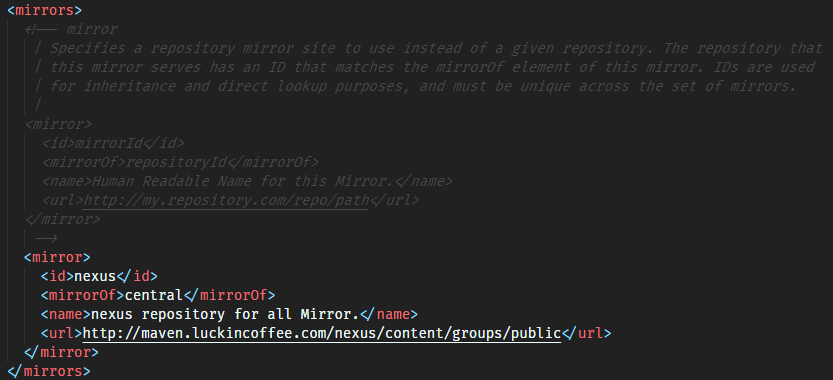 <mirrors>
<!-- mirror
| Specifies a repository mirror site to use instead of a given repository. The repository that
| this mirror serves has an ID that matches the mirrorOf element of this mirror. IDs are used
| for inheritance and direct lookup purposes, and must be unique across the set of mirrors.
|
<mirror>
<id>mirrorId</id>
<mirrorOf>repositoryId</mirrorOf>
<name>Human Readable Name for this Mirror.</name>
<url>http://my.repository.com/repo/path</url>
</mirror>
-->
<mirror>
<id>nexus</id>
<mirrorOf>central</mirrorOf>
<name>nexus repository for all Mirror.</name>
<url>http://maven.luckincoffee.com/nexus/content/groups/public</url>
</mirror>
</mirrors>